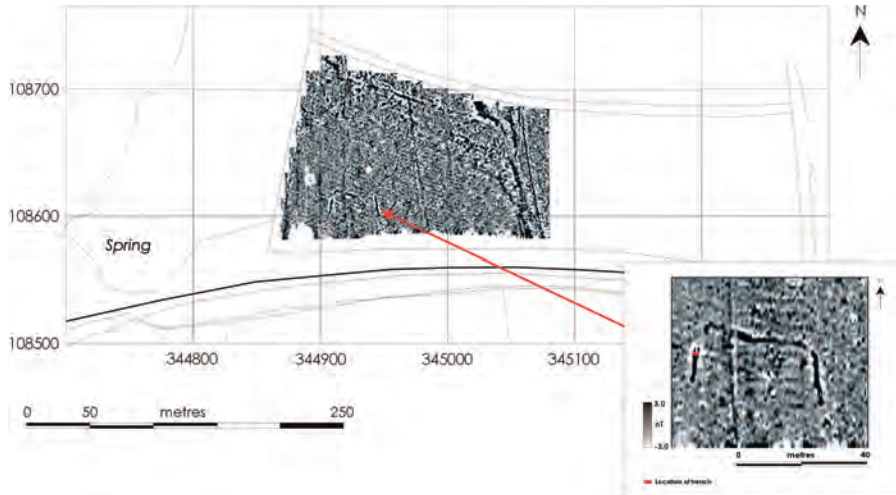 N
108700
108600
Spring
108500
344800 344900 345000 345100
0 50 metres 250
3.0
nT
-3.0
0 metres 40
Location of trench